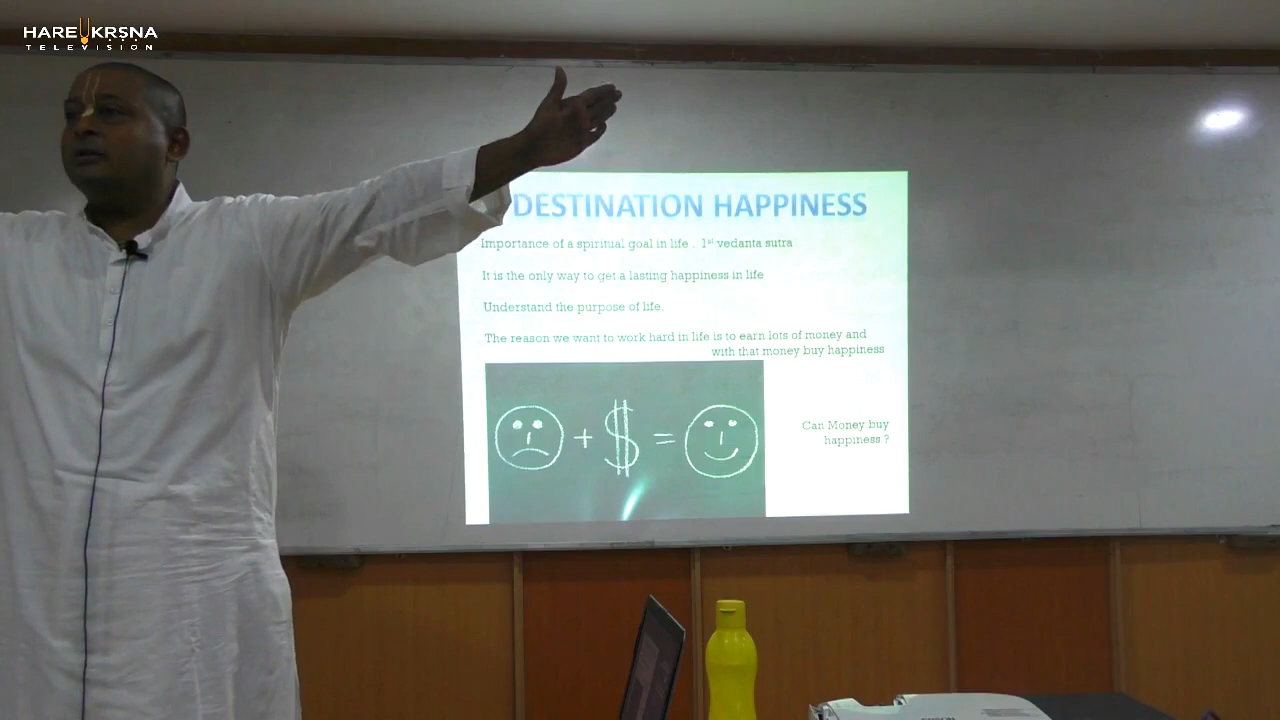 HARE KRSNA
TELEVISION
DESTINATION HAPPINESS
Importance of a spiritual goal in life . 1st vedanta sutra
It is the only way to get a lasting happiness in life
Understand the purpose of life.
The reason we want to work hard in life is to earn lots of money and
with that money buy happiness
+ $ =
Can Money buy
happiness ?
EPSON